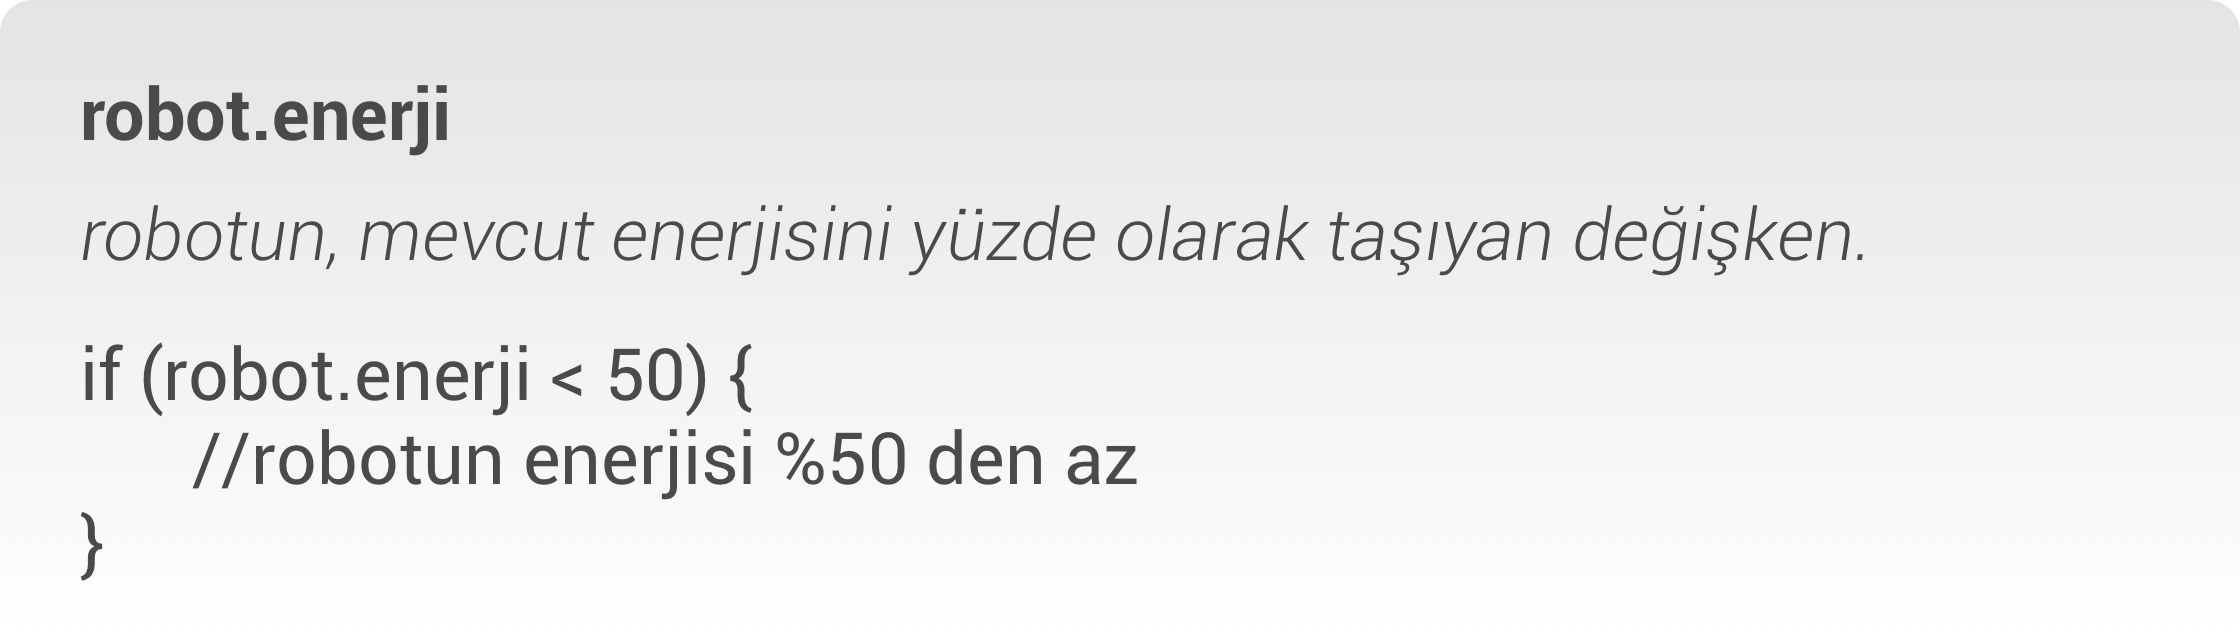 robot.enerji
robotun, mevcut enerjisini yüzde olarak taşıyan değişken.
if (robot.enerji < 50) {
//robotun enerjisi %50 den az
}